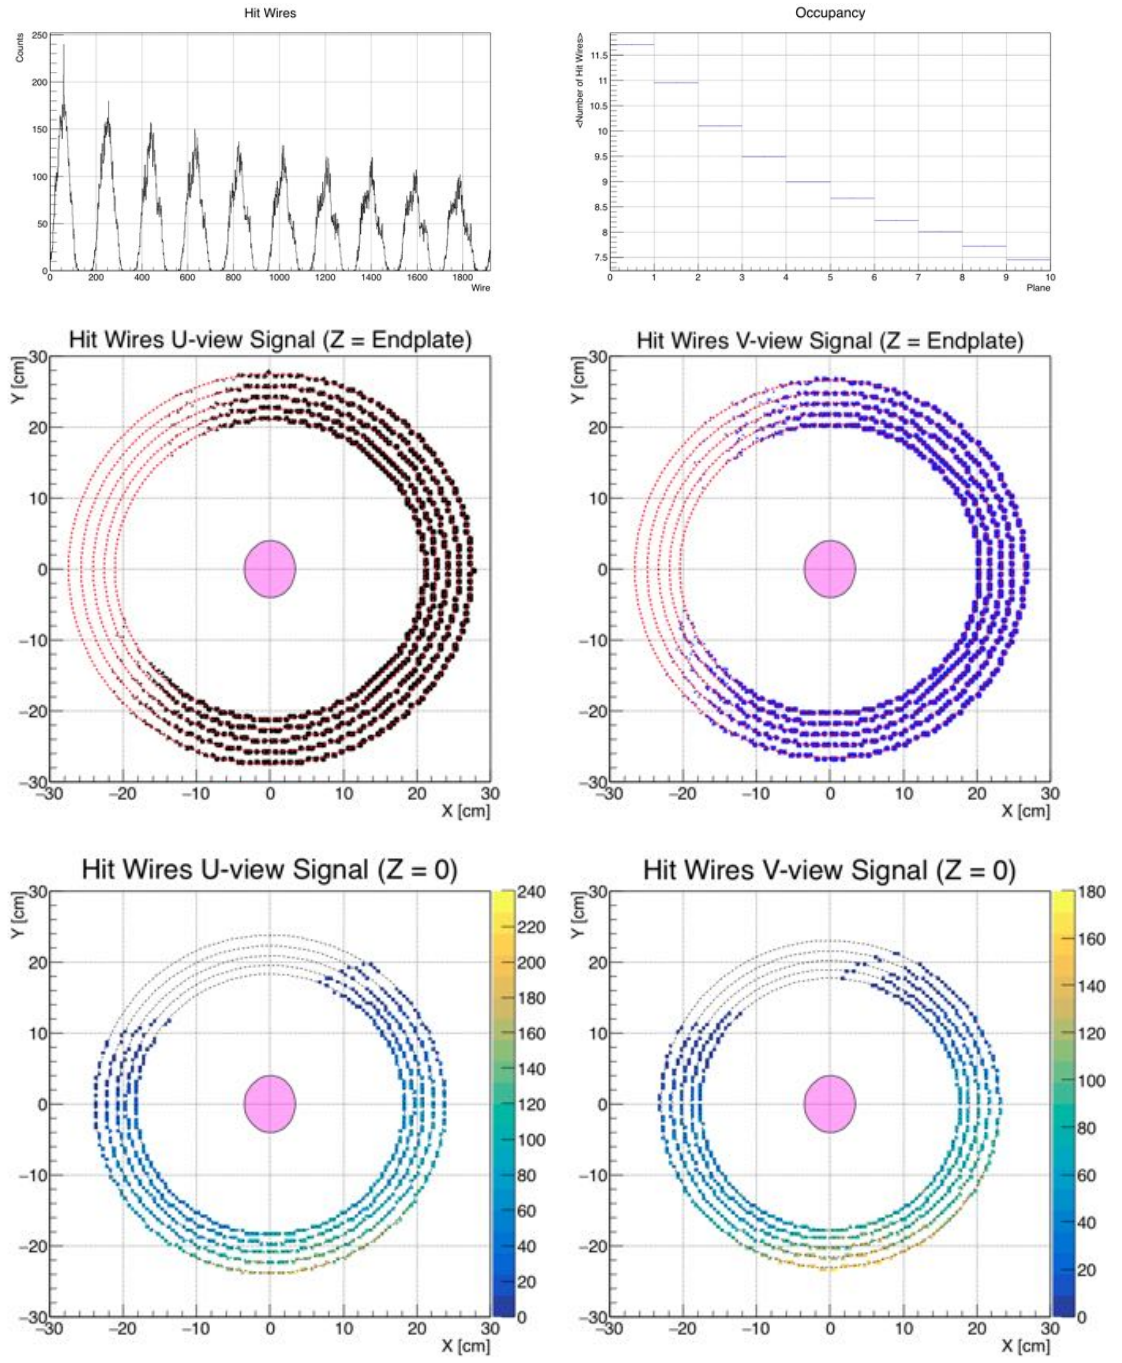 Hit Wires
Counts
250
200
150
100
50
0
0 200 400 600 800 1000 1200 1400 1600 1800
Wire
Occupancy
<Number of Hit Wires>
11.5
11
10.5
10
9.5
9
8.5
8
7.5
0 1 2 3 4 5 6 7 8 9 10
Plane
Hit Wires U-view Signal (Z = Endplate)
Y [cm]
30
20
10
0
−10
−20
−30
−30 −20 −10 0 10 20 30
X [cm]
Hit Wires V-view Signal (Z = Endplate)
Y [cm]
30
20
10
0
−10
−20
−30
−30 −20 −10 0 10 20 30
X [cm]
Hit Wires U-view Signal (Z = 0)
Y [cm]
30
20
10
0
−10
−20
−30
−30 −20 −10 0 10 20 30
X [cm]
240
220
200
180
160
140
120
100
80
60
40
20
0
Hit Wires V-view Signal (Z = 0)
Y [cm]
30
20
10
0
−10
−20
−30
−30 −20 −10 0 10 20 30
X [cm]
180
160
140
120
100
80
60
40
20
0